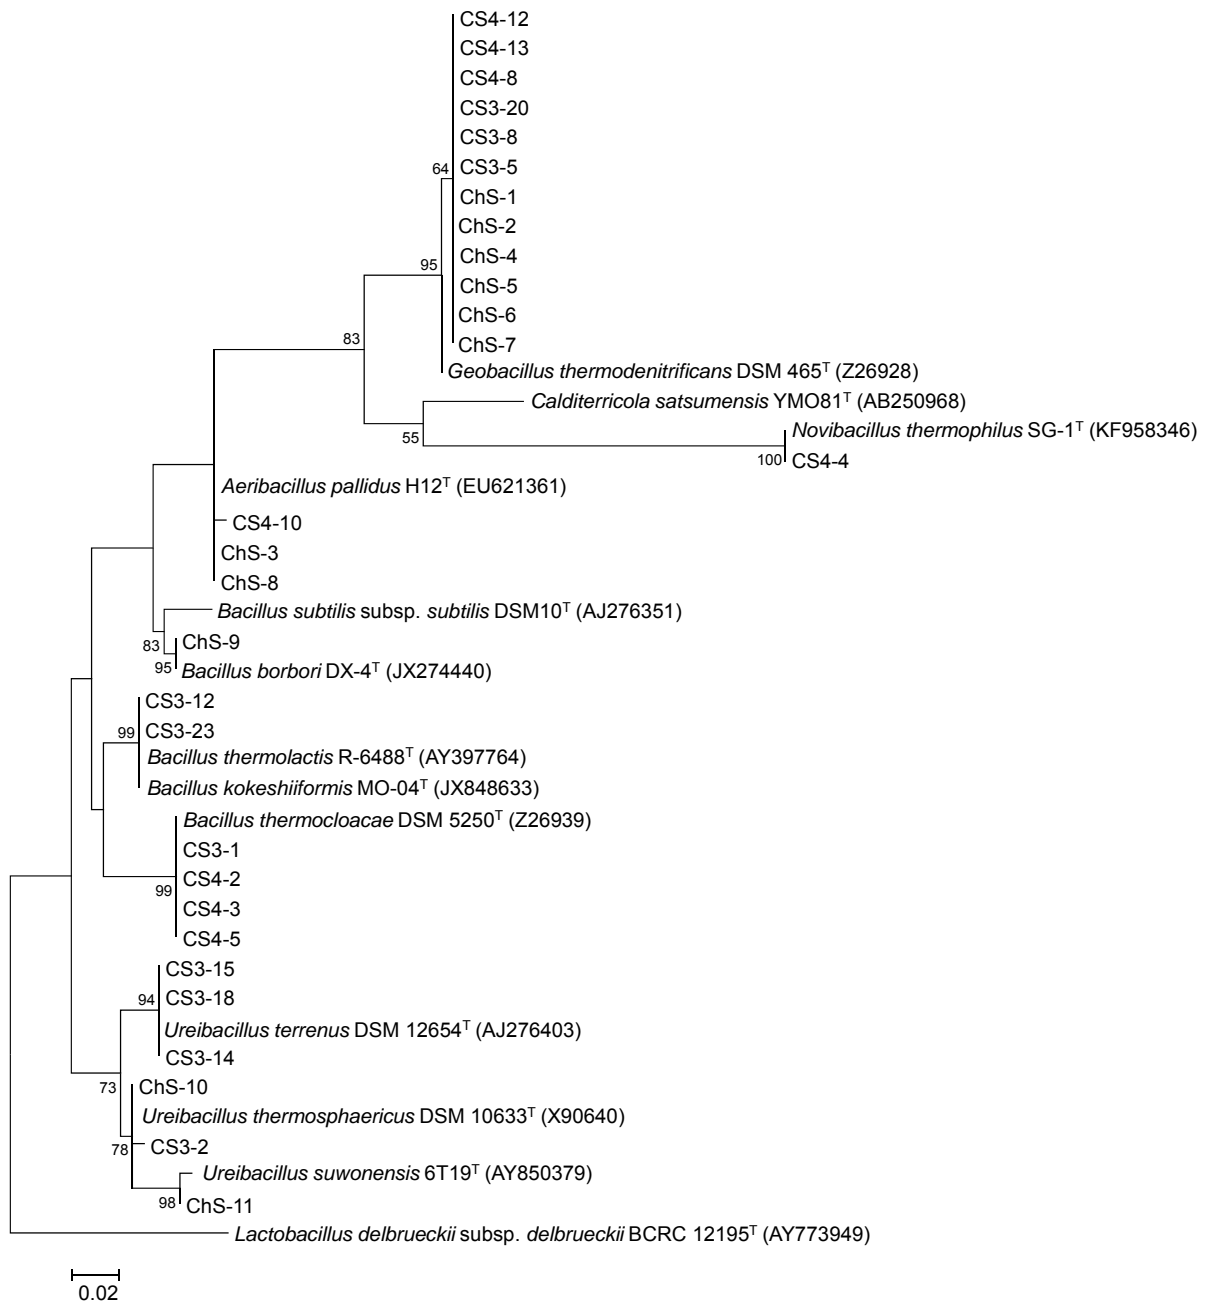 CS4-12
CS4-13
CS4-8
CS3-20
CS3-8
CS3-5
64
ChS-1
ChS-2
ChS-4
95
ChS-5
ChS-6
83
ChS-7
Geobacillus thermodenitrificans DSM 465ᵀ (Z26928)
Calditerricola satsumensis YMO81ᵀ (AB250968)
55
Novibacillus thermophilus SG-1ᵀ (KF958346)
100
CS4-4
Aeribacillus pallidus H12ᵀ (EU621361)
CS4-10
ChS-3
ChS-8
Bacillus subtilis subsp. subtilis DSM10ᵀ (AJ276351)
83
ChS-9
95
Bacillus borbori DX-4ᵀ (JX274440)
CS3-12
99
CS3-23
Bacillus thermolactis R-6488ᵀ (AY397764)
Bacillus kokeshiiformis MO-04ᵀ (JX848633)
Bacillus thermocloacae DSM 5250ᵀ (Z26939)
CS3-1
CS4-2
99
CS4-3
CS4-5
CS3-15
94
CS3-18
Ureibacillus terrenus DSM 12654ᵀ (AJ276403)
CS3-14
73
ChS-10
Ureibacillus thermosphaericus DSM 10633ᵀ (X90640)
78
CS3-2
Ureibacillus suwonensis 6T19ᵀ (AY850379)
98
ChS-11
Lactobacillus delbrueckii subsp. delbrueckii BCRC 12195ᵀ (AY773949)
0.02